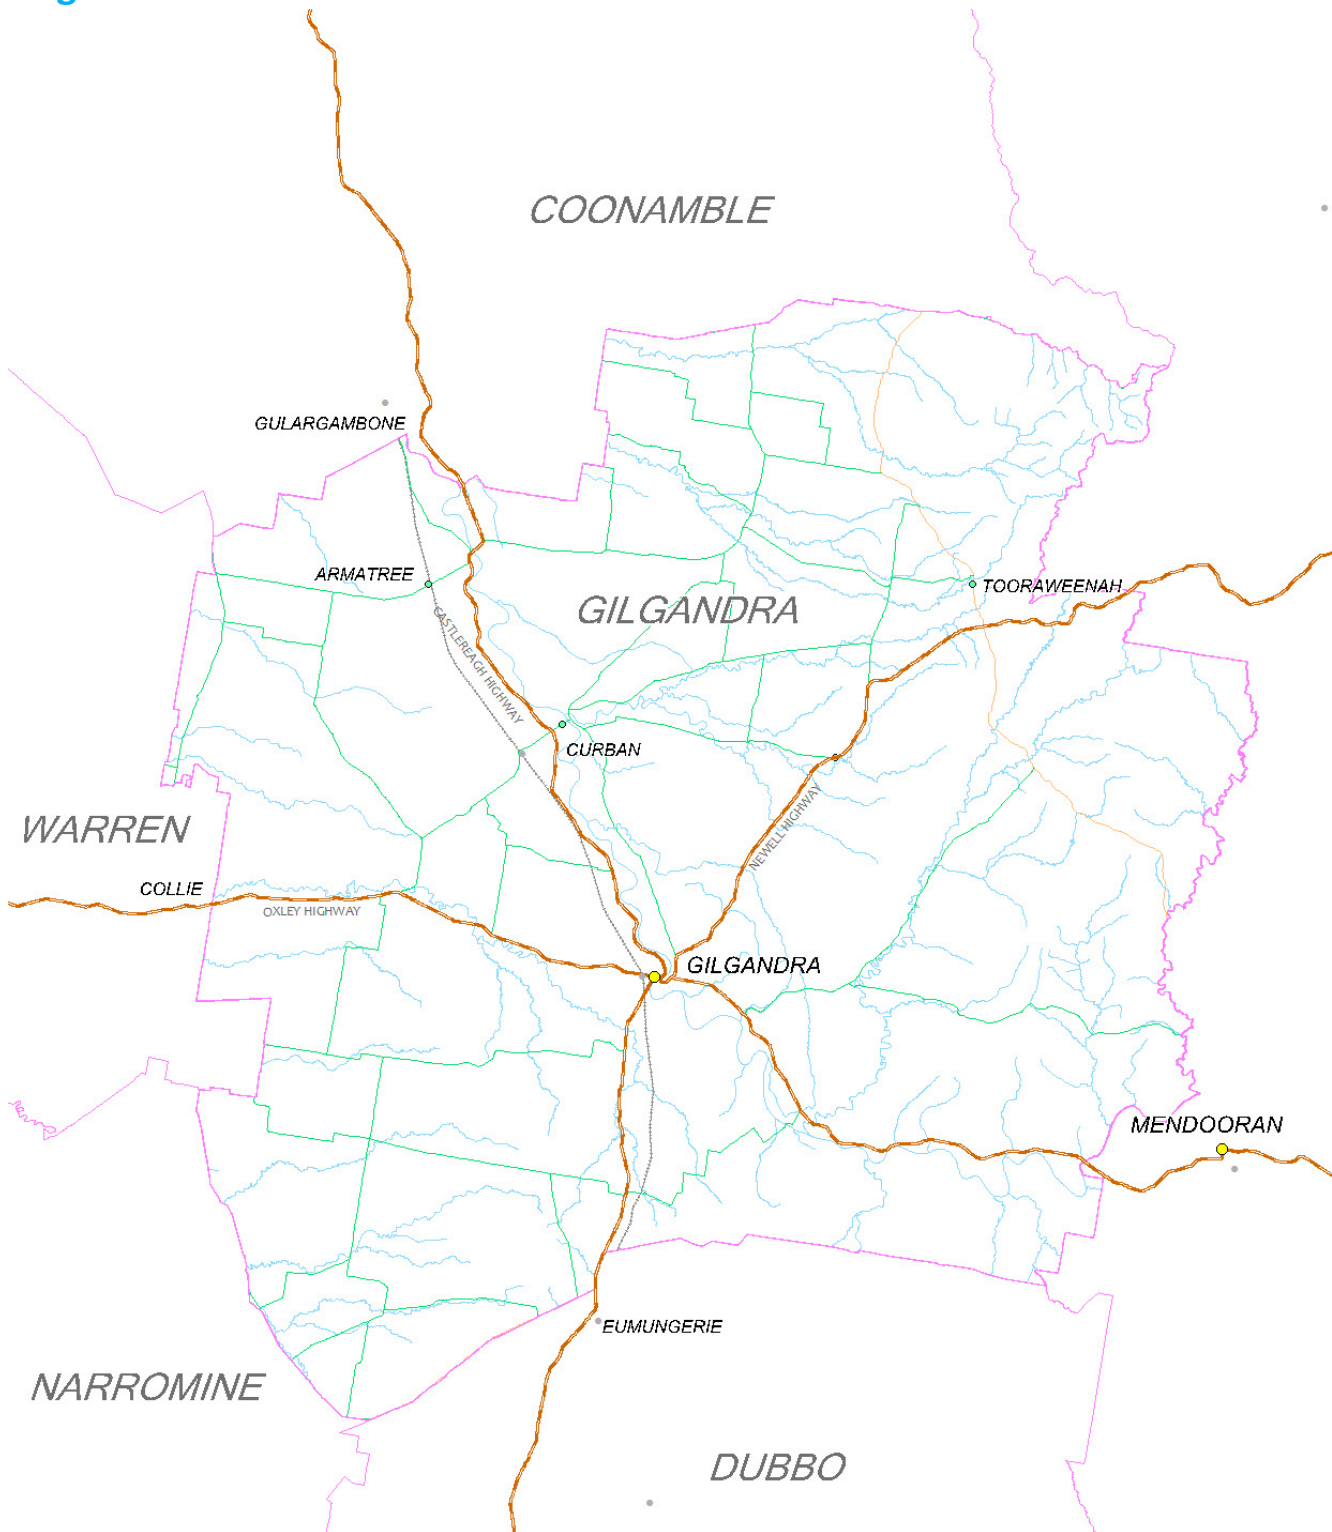 COONAMBLE
GULARGAMBONE
ARMATREE
TOORAWEENAH
GILGANDRA
CASTLEREAGH HIGHWAY
CURBAN
NEWELL HIGHWAY
WARREN
COLLIE
OXLEY HIGHWAY
GILGANDRA
MENDOORAN
EUMUNGERIE
NARROMINE
DUBBO